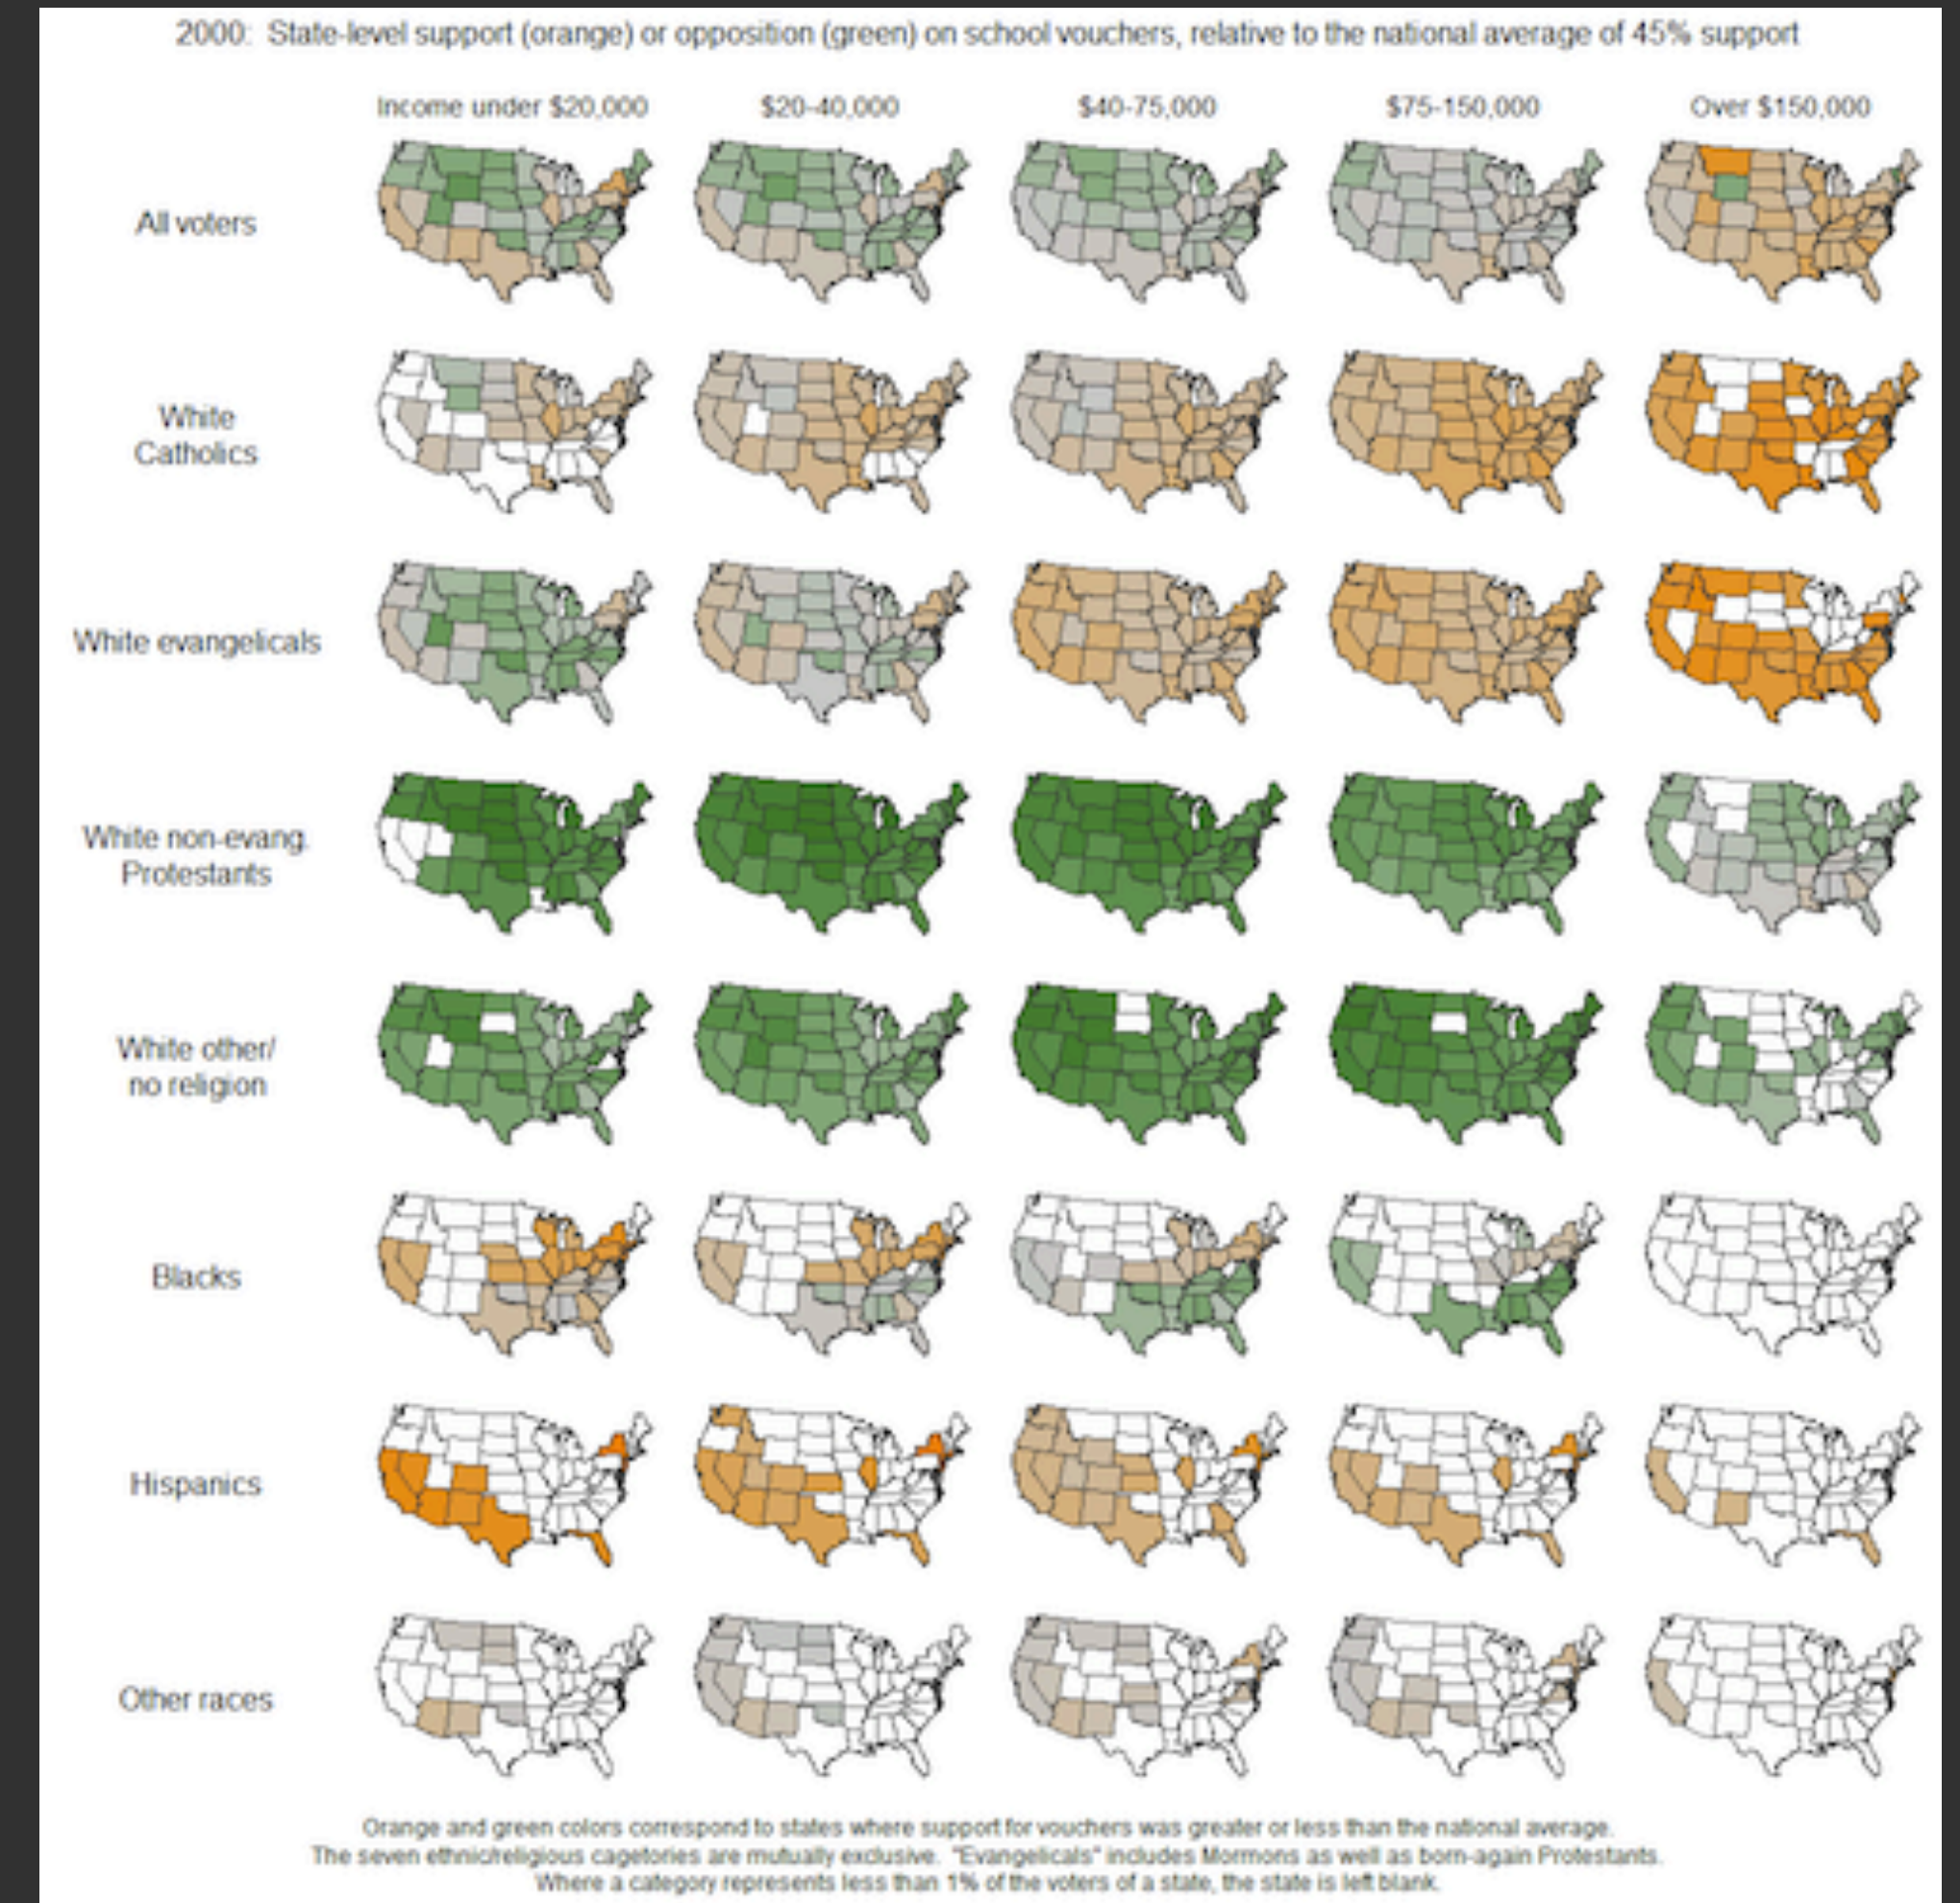 2000: State-level support (orange) or opposition (green) on school vouchers, relative to the national average of 45% support
Income under $20,000
$20-40,000
$40-75,000
$75-150,000
Over $150,000
All voters
White
Catholics
White evangelicals
White non-evang.
Protestants
White other/
no religion
Blacks
Hispanics
Other races
Orange and green colors correspond to states where support for vouchers was greater or less than the national average.
The seven ethnic/religious cagetories are mutually exclusive. "Evangelicals" includes Mormons as well as born-again Protestants.
Where a category represents less than 1% of the voters of a state, the state is left blank.